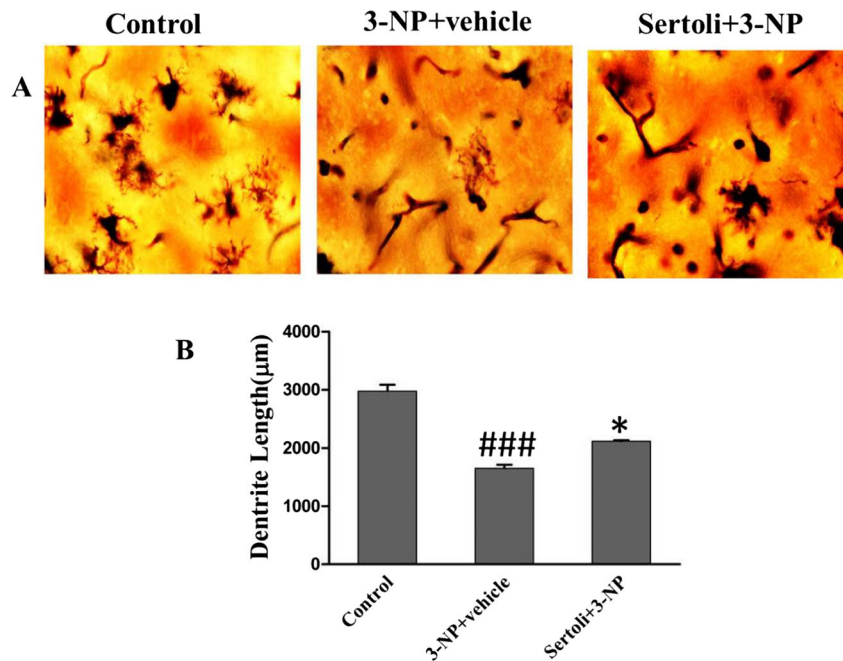 Control 3-NP+vehicle Sertoli+3-NP
A
B
Dentrite Length(μm)
4000
3000
2000
1000
0
###
*
Control
3-NP+vehicle
Sertoli+3-NP